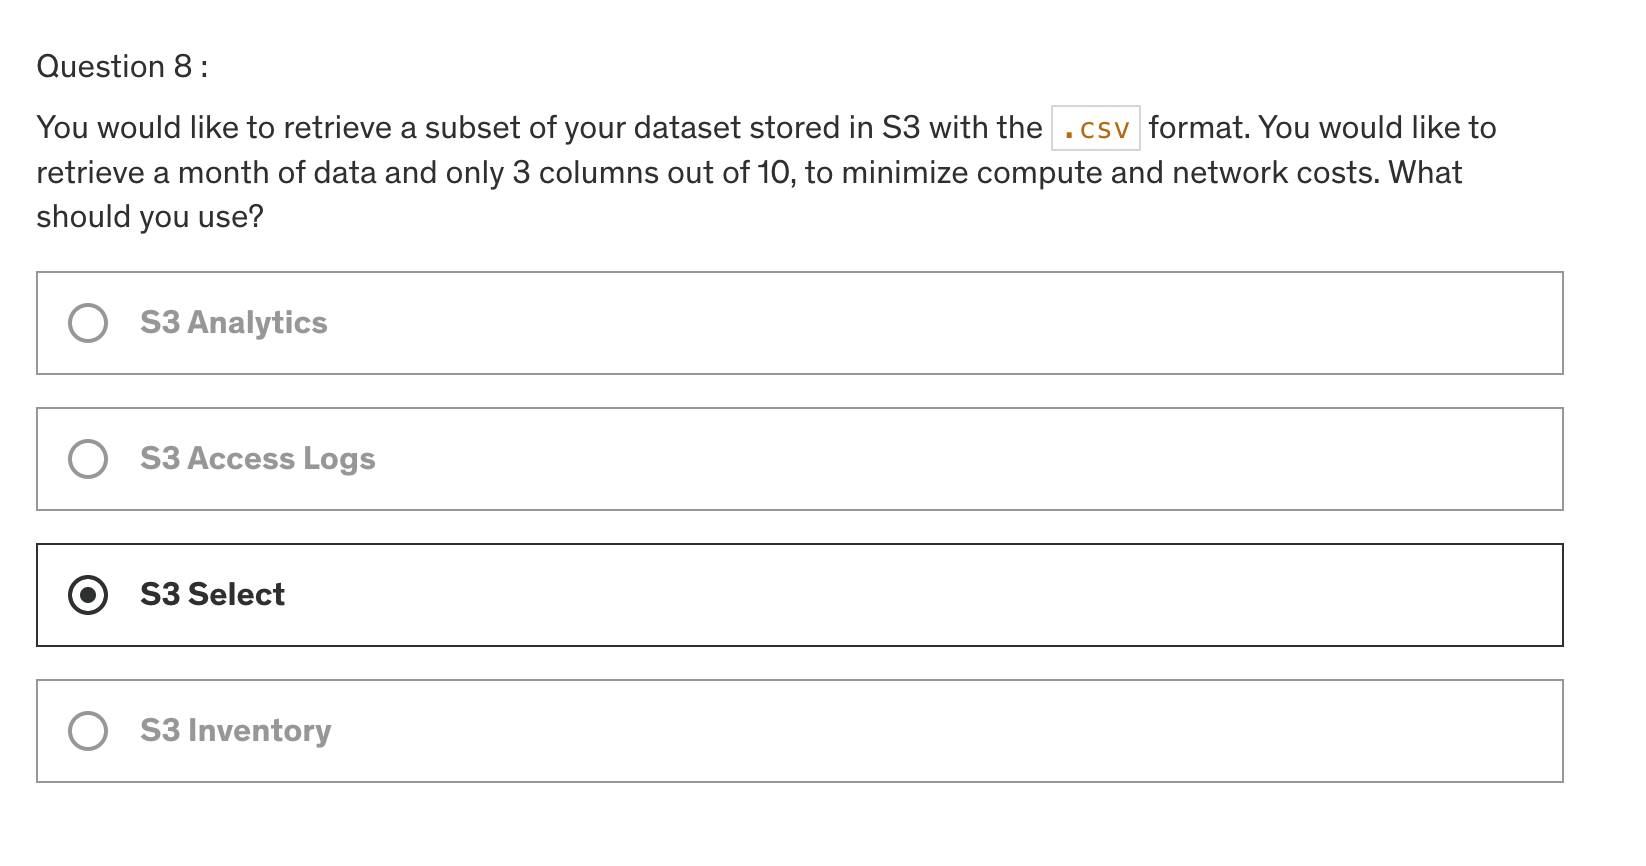 Question 8 :
You would like to retrieve a subset of your dataset stored in S3 with the .csv format. You would like to
retrieve a month of data and only 3 columns out of 10, to minimize compute and network costs. What
should you use?
S3 Analytics
S3 Access Logs
S3 Select
S3 Inventory